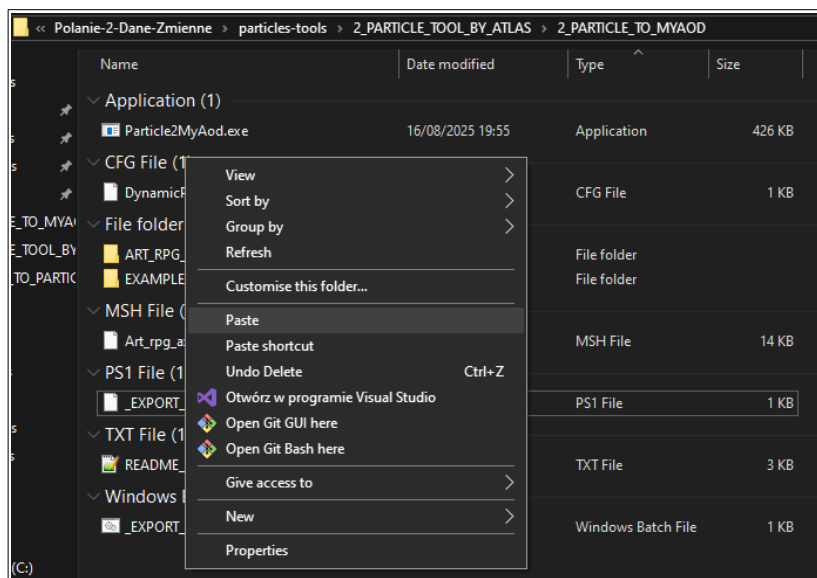 « Polanie-2-Dane-Zmienne › particles-tools › 2_PARTICLE_TOOL_BY_ATLAS › 2_PARTICLE_TO_MYAOD
Name Date modified Type Size
Application (1)
Particle2MyAod.exe 16/08/2025 19:55 Application 426 KB
CFG File (1
DynamicP CFG File 1 KB
E_TO_MYA File folder
E_TOOL_BY ART_RPG_ File folder
_TO_PARTIC EXAMPLE File folder
MSH File (
Art_rpg_a MSH File 14 KB
PS1 File (1
_EXPORT_ PS1 File 1 KB
TXT File (1
README_ TXT File 3 KB
Windows
_EXPORT_ Windows Batch File 1 KB
(C:)
View
Sort by
Group by
Refresh
Customise this folder...
Paste
Paste shortcut
Undo Delete Ctrl+Z
Otwórz w programie Visual Studio
Open Git GUI here
Open Git Bash here
Give access to
New
Properties